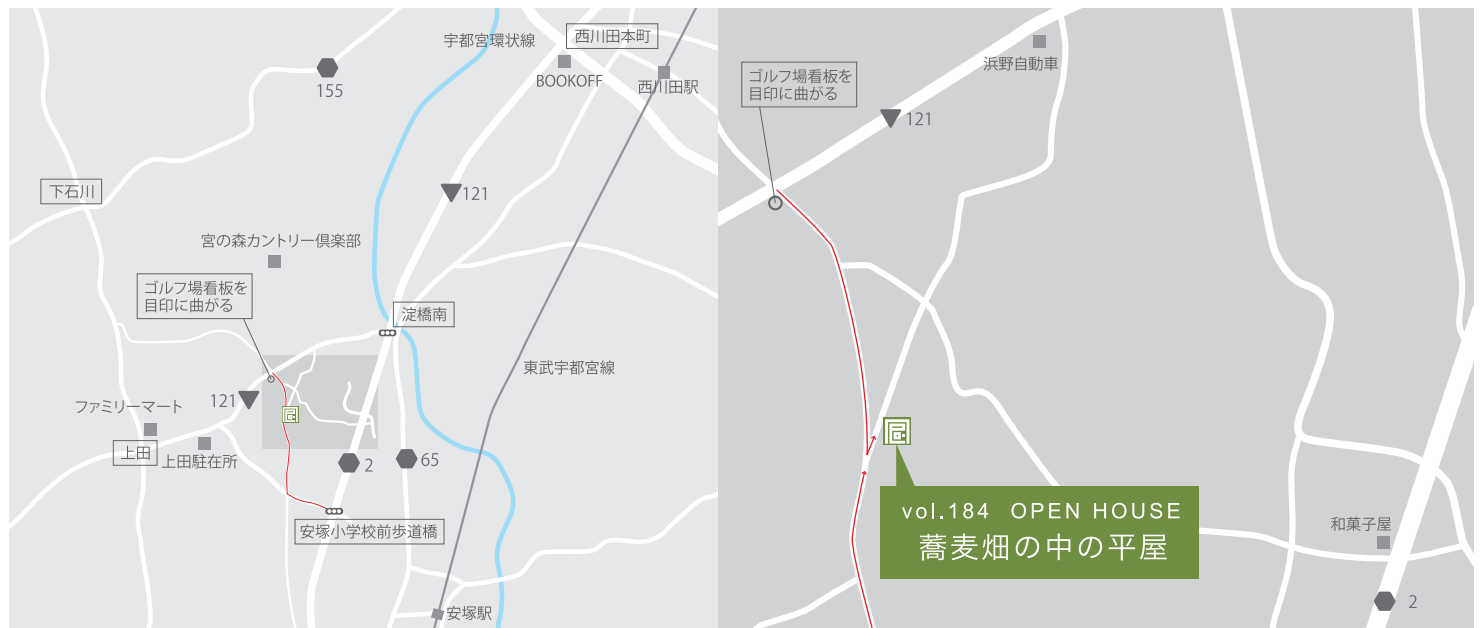 宇都宮環状線
西川田本町
BOOKOFF
西川田駅
155
下石川
121
宮の森カントリー倶楽部
ゴルフ場看板を
目印に曲がる
淀橋南
東武宇都宮線
121
ファミリーマート
上田
上田駐在所
2
65
安塚小学校前歩道橋
安塚駅
浜野自動車
ゴルフ場看板を
目印に曲がる
121
vol.184 OPEN HOUSE
蕎麦畑の中の平屋
和菓子屋
2